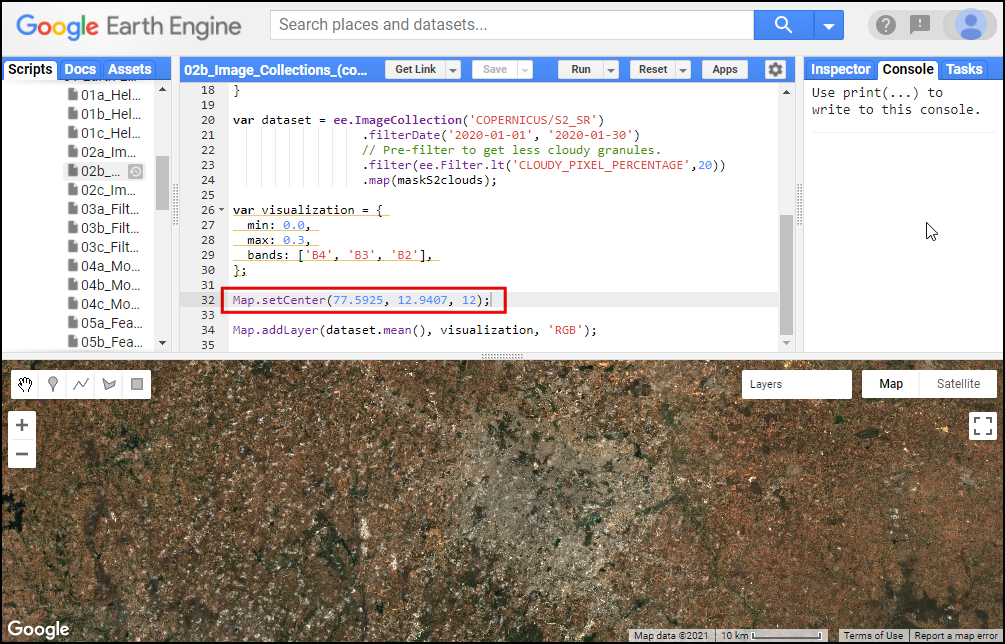 Google Earth Engine
Search places and datasets...
Scripts Docs Assets
01a_Hel...
01b_Hel...
01c_Hel...
02a_Im...
02b_...
02c_Im...
03a_Filt...
03b_Filt...
03c_Filt...
04a_Mo...
04b_Mo...
04c_Mo...
05a_Fea...
05b_Fea...
02b_Image_Collections_(co... Get Link Save Run Reset Apps
18 }
19
20 var dataset = ee.ImageCollection('COPERNICUS/S2_SR')
21 .filterDate('2020-01-01', '2020-01-30')
22 // Pre-filter to get less cloudy granules.
23 .filter(ee.Filter.lt('CLOUDY_PIXEL_PERCENTAGE',20))
24 .map(maskS2clouds);
25
26 var visualization = {
27 min: 0.0,
28 max: 0.3,
29 bands: ['B4', 'B3', 'B2'],
30 };
31
32 Map.setCenter(77.5925, 12.9407, 12);
33
34 Map.addLayer(dataset.mean(), visualization, 'RGB');
35
Inspector Console Tasks
Use print(...) to
write to this console.
Layers
Map Satellite
+
−
Google
Map data ©2021 10 km Terms of Use Report a map error